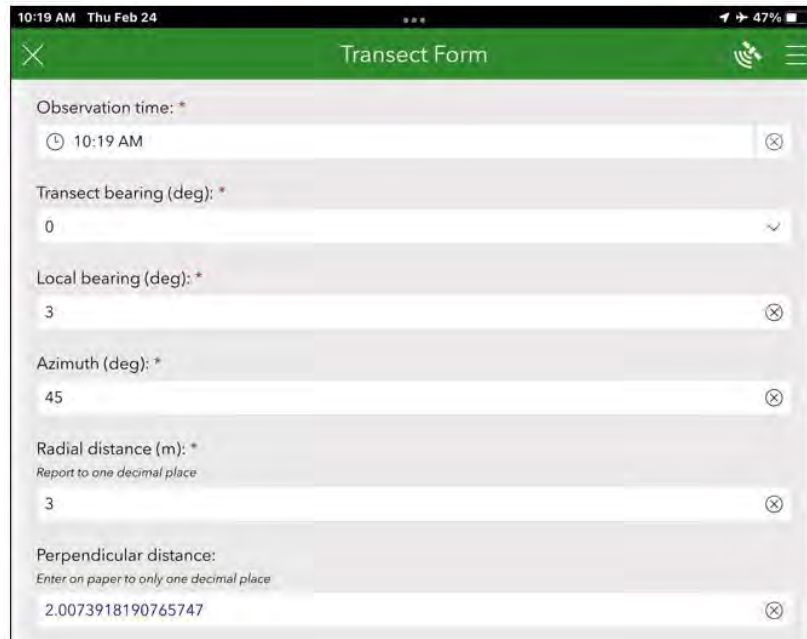 10:19 AM Thu Feb 24
47%
Transect Form
Observation time: *
10:19 AM
Transect bearing (deg): *
0
Local bearing (deg): *
3
Azimuth (deg): *
45
Radial distance (m): *
Report to one decimal place
3
Perpendicular distance:
Enter on paper to only one decimal place
2.0073918190765747